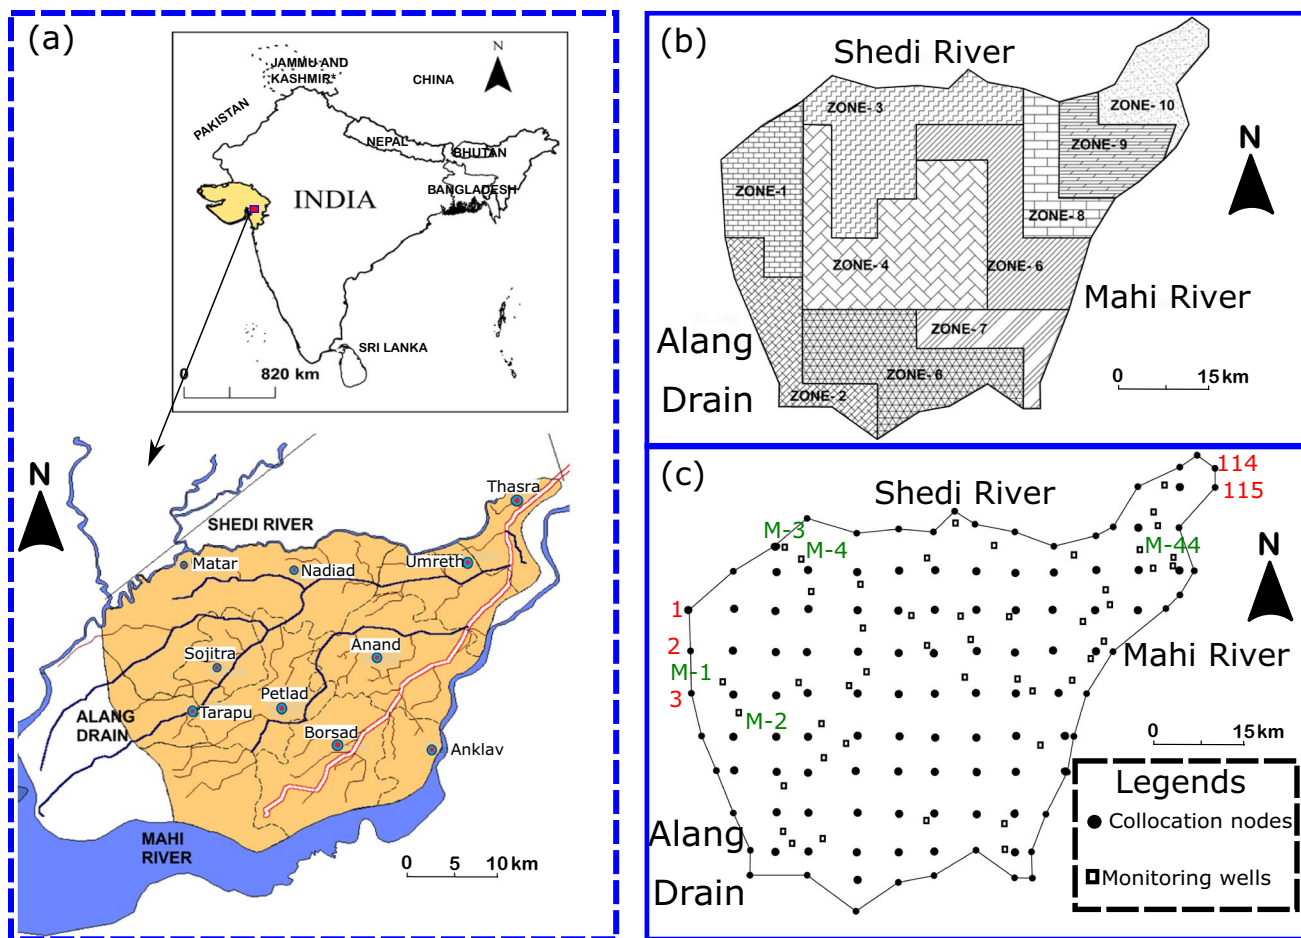 (a)
N
JAMMU AND
KASHMIR*
CHINA
PAKISTAN
NEPAL
BHUTAN
BANGLADESH
INDIA
SRI LANKA
0
820 km
N
Thasra
SHEDI RIVER
Matar
Nadiad
Umreth
Sojitra
Anand
Petlad
Tarapu
ALANG
DRAIN
Borsad
Anklav
MAHI
RIVER
0 5 10 km
(b)
Shedi River
ZONE- 3
ZONE- 10
ZONE- 9
N
ZONE-1
ZONE- 8
ZONE- 4
ZONE- 6
Mahi River
ZONE- 7
Alang
Drain
ZONE- 6
ZONE- 2
0 15 km
(c)
Shedi River
114
115
M-3
M-4
M-44
N
1
2
M-1
3
M-2
Mahi River
0 15km
Alang
Drain
Legends
Collocation nodes
Monitoring wells